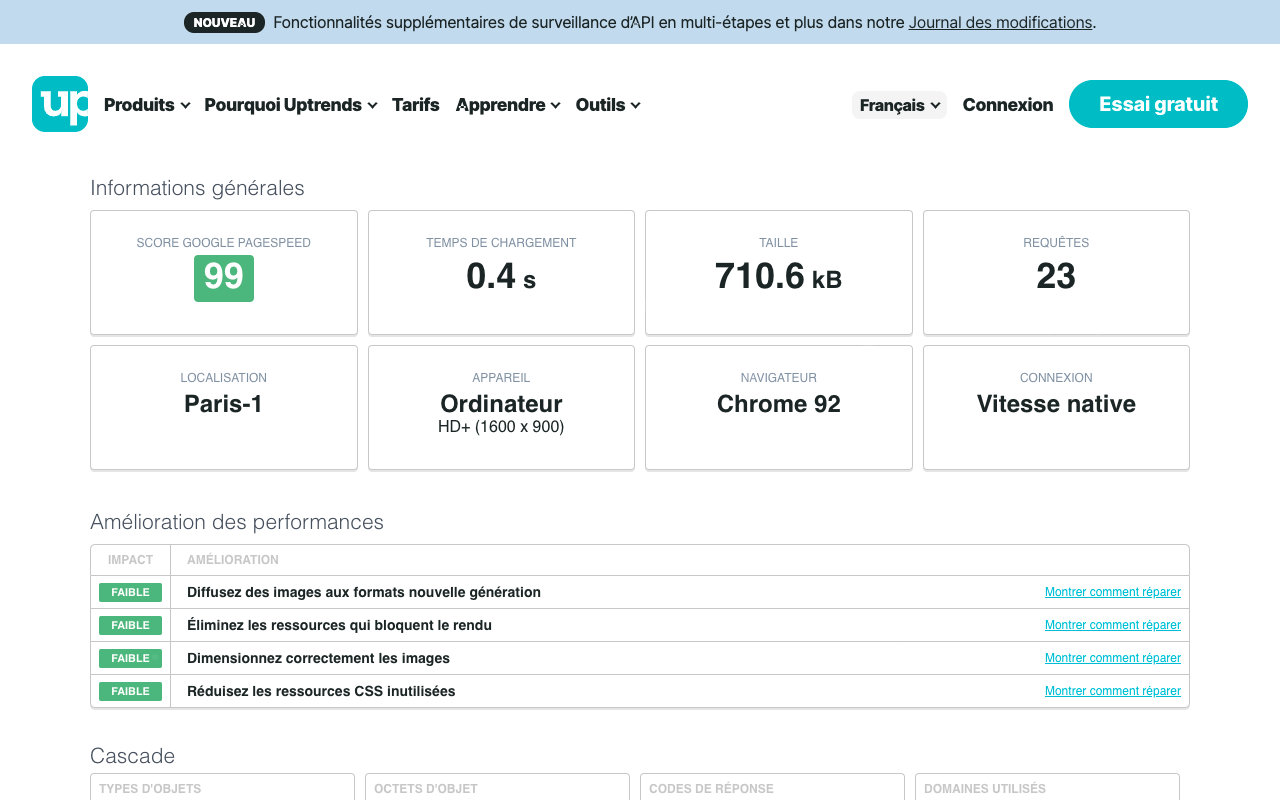 NOUVEAU Fonctionnalités supplémentaires de surveillance d'API en multi-étapes et plus dans notre Journal des modifications.
up Produits Pourquoi Uptrends Tarifs Apprendre Outils Français Connexion Essai gratuit
Informations générales
SCORE GOOGLE PAGESPEED
99
TEMPS DE CHARGEMENT
0.4 s
TAILLE
710.6 kB
REQUÊTES
23
LOCALISATION
Paris-1
APPAREIL
Ordinateur
HD+ (1600 x 900)
NAVIGATEUR
Chrome 92
CONNEXION
Vitesse native
Amélioration des performances
IMPACT AMÉLIORATION
FAIBLE Diffusez des images aux formats nouvelle génération Montrer comment réparer
FAIBLE Éliminez les ressources qui bloquent le rendu Montrer comment réparer
FAIBLE Dimensionnez correctement les images Montrer comment réparer
FAIBLE Réduisez les ressources CSS inutilisées Montrer comment réparer
Cascade
TYPES D'OBJETS OCTETS D'OBJET CODES DE RÉPONSE DOMAINES UTILISÉS